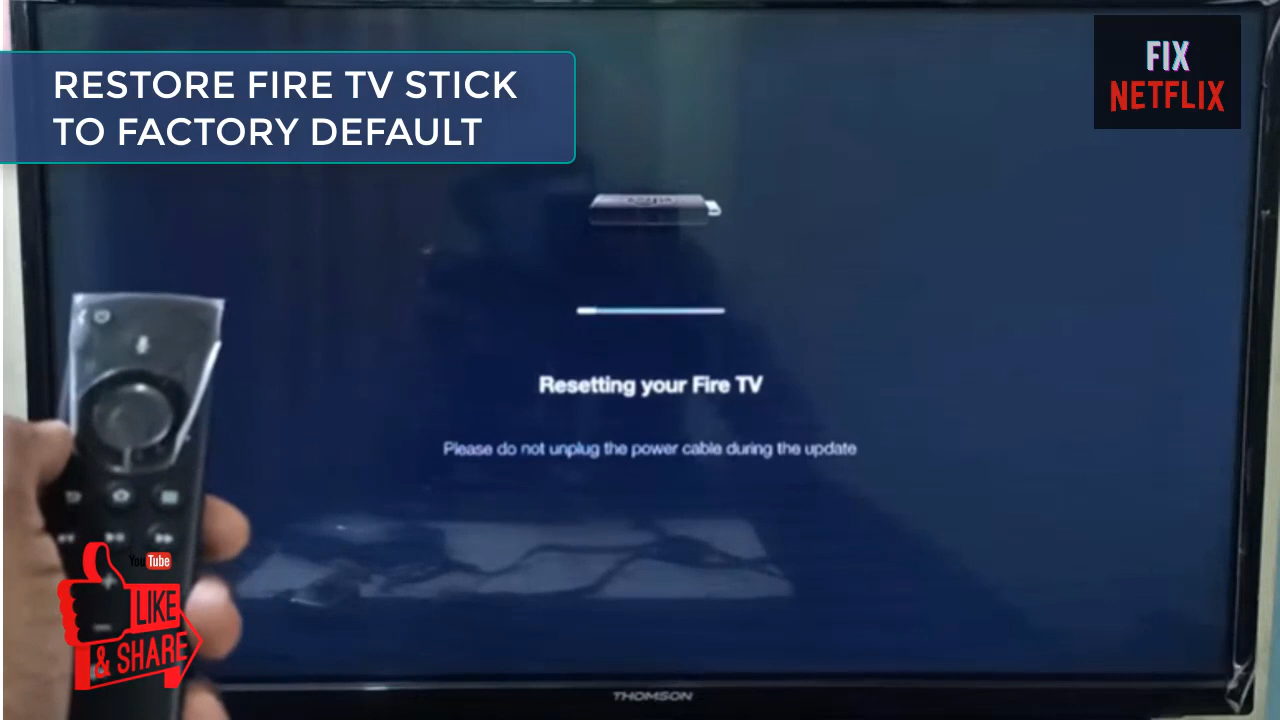 RESTORE FIRE TV STICK
TO FACTORY DEFAULT
FIX
NETFLIX
Resetting your Fire TV
Please do not unplug the power cable during the update
YouTube
LIKE
& SHARE
THOMSON